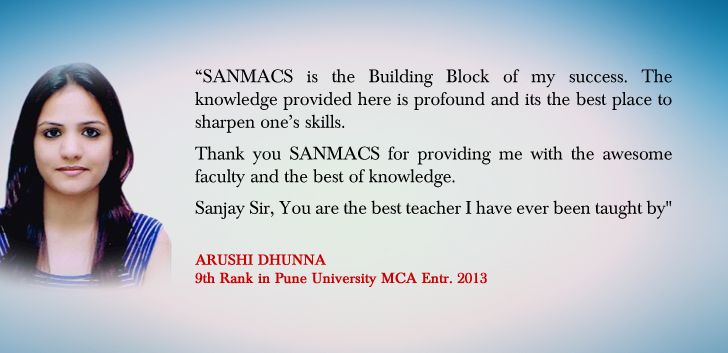 “SANMACS is the Building Block of my success. The
knowledge provided here is profound and its the best place to
sharpen one’s skills.
Thank you SANMACS for providing me with the awesome
faculty and the best of knowledge.
Sanjay Sir, You are the best teacher I have ever been taught by"
ARUSHI DHUNNA
9th Rank in Pune University MCA Entr. 2013